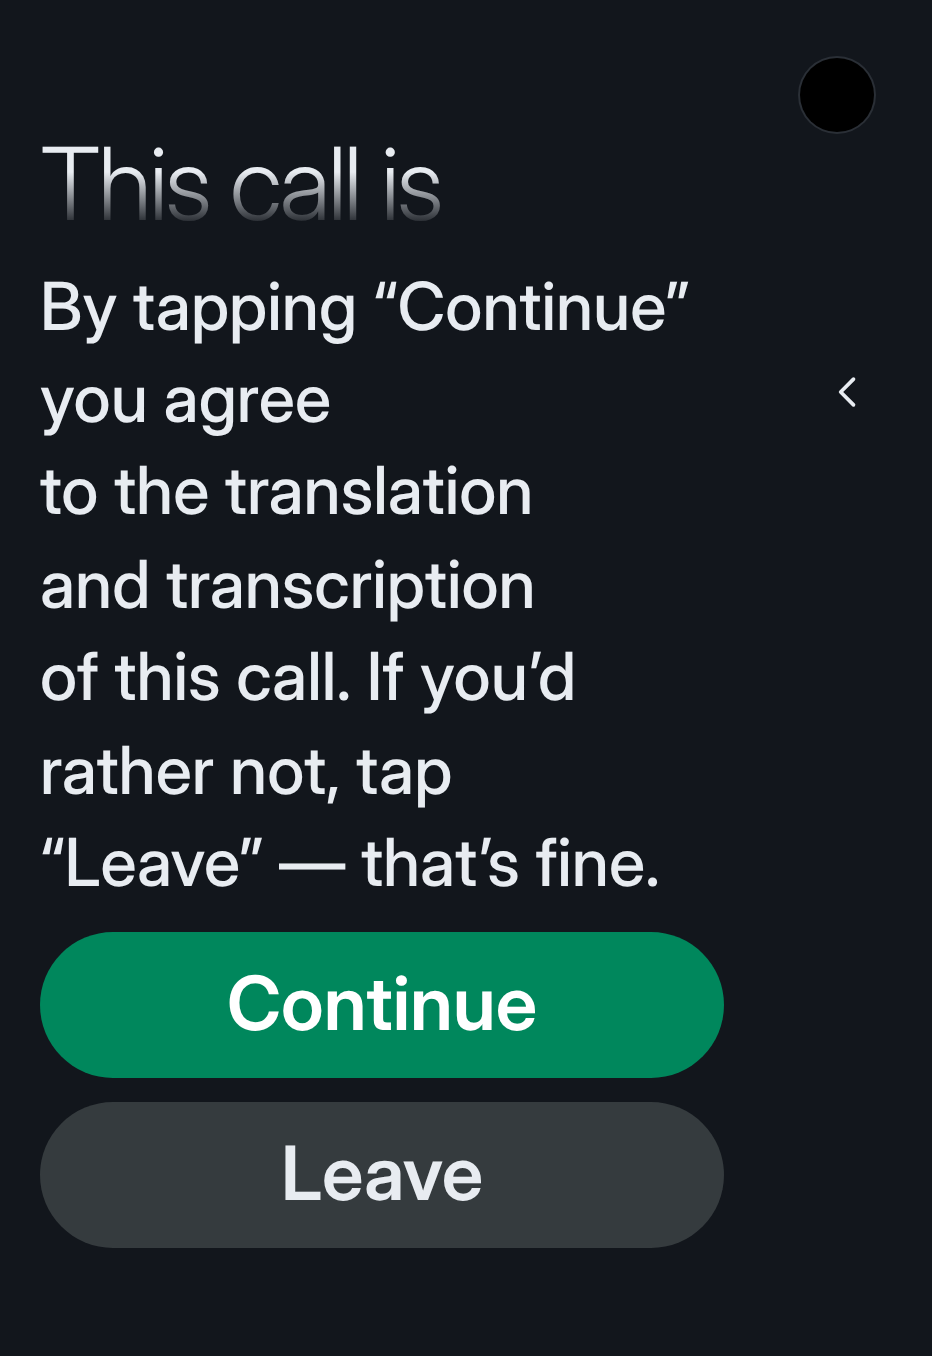 This call is
By tapping “Continue”
you agree
to the translation
and transcription
of this call. If you’d
rather not, tap
“Leave” — that’s fine.
Continue
Leave